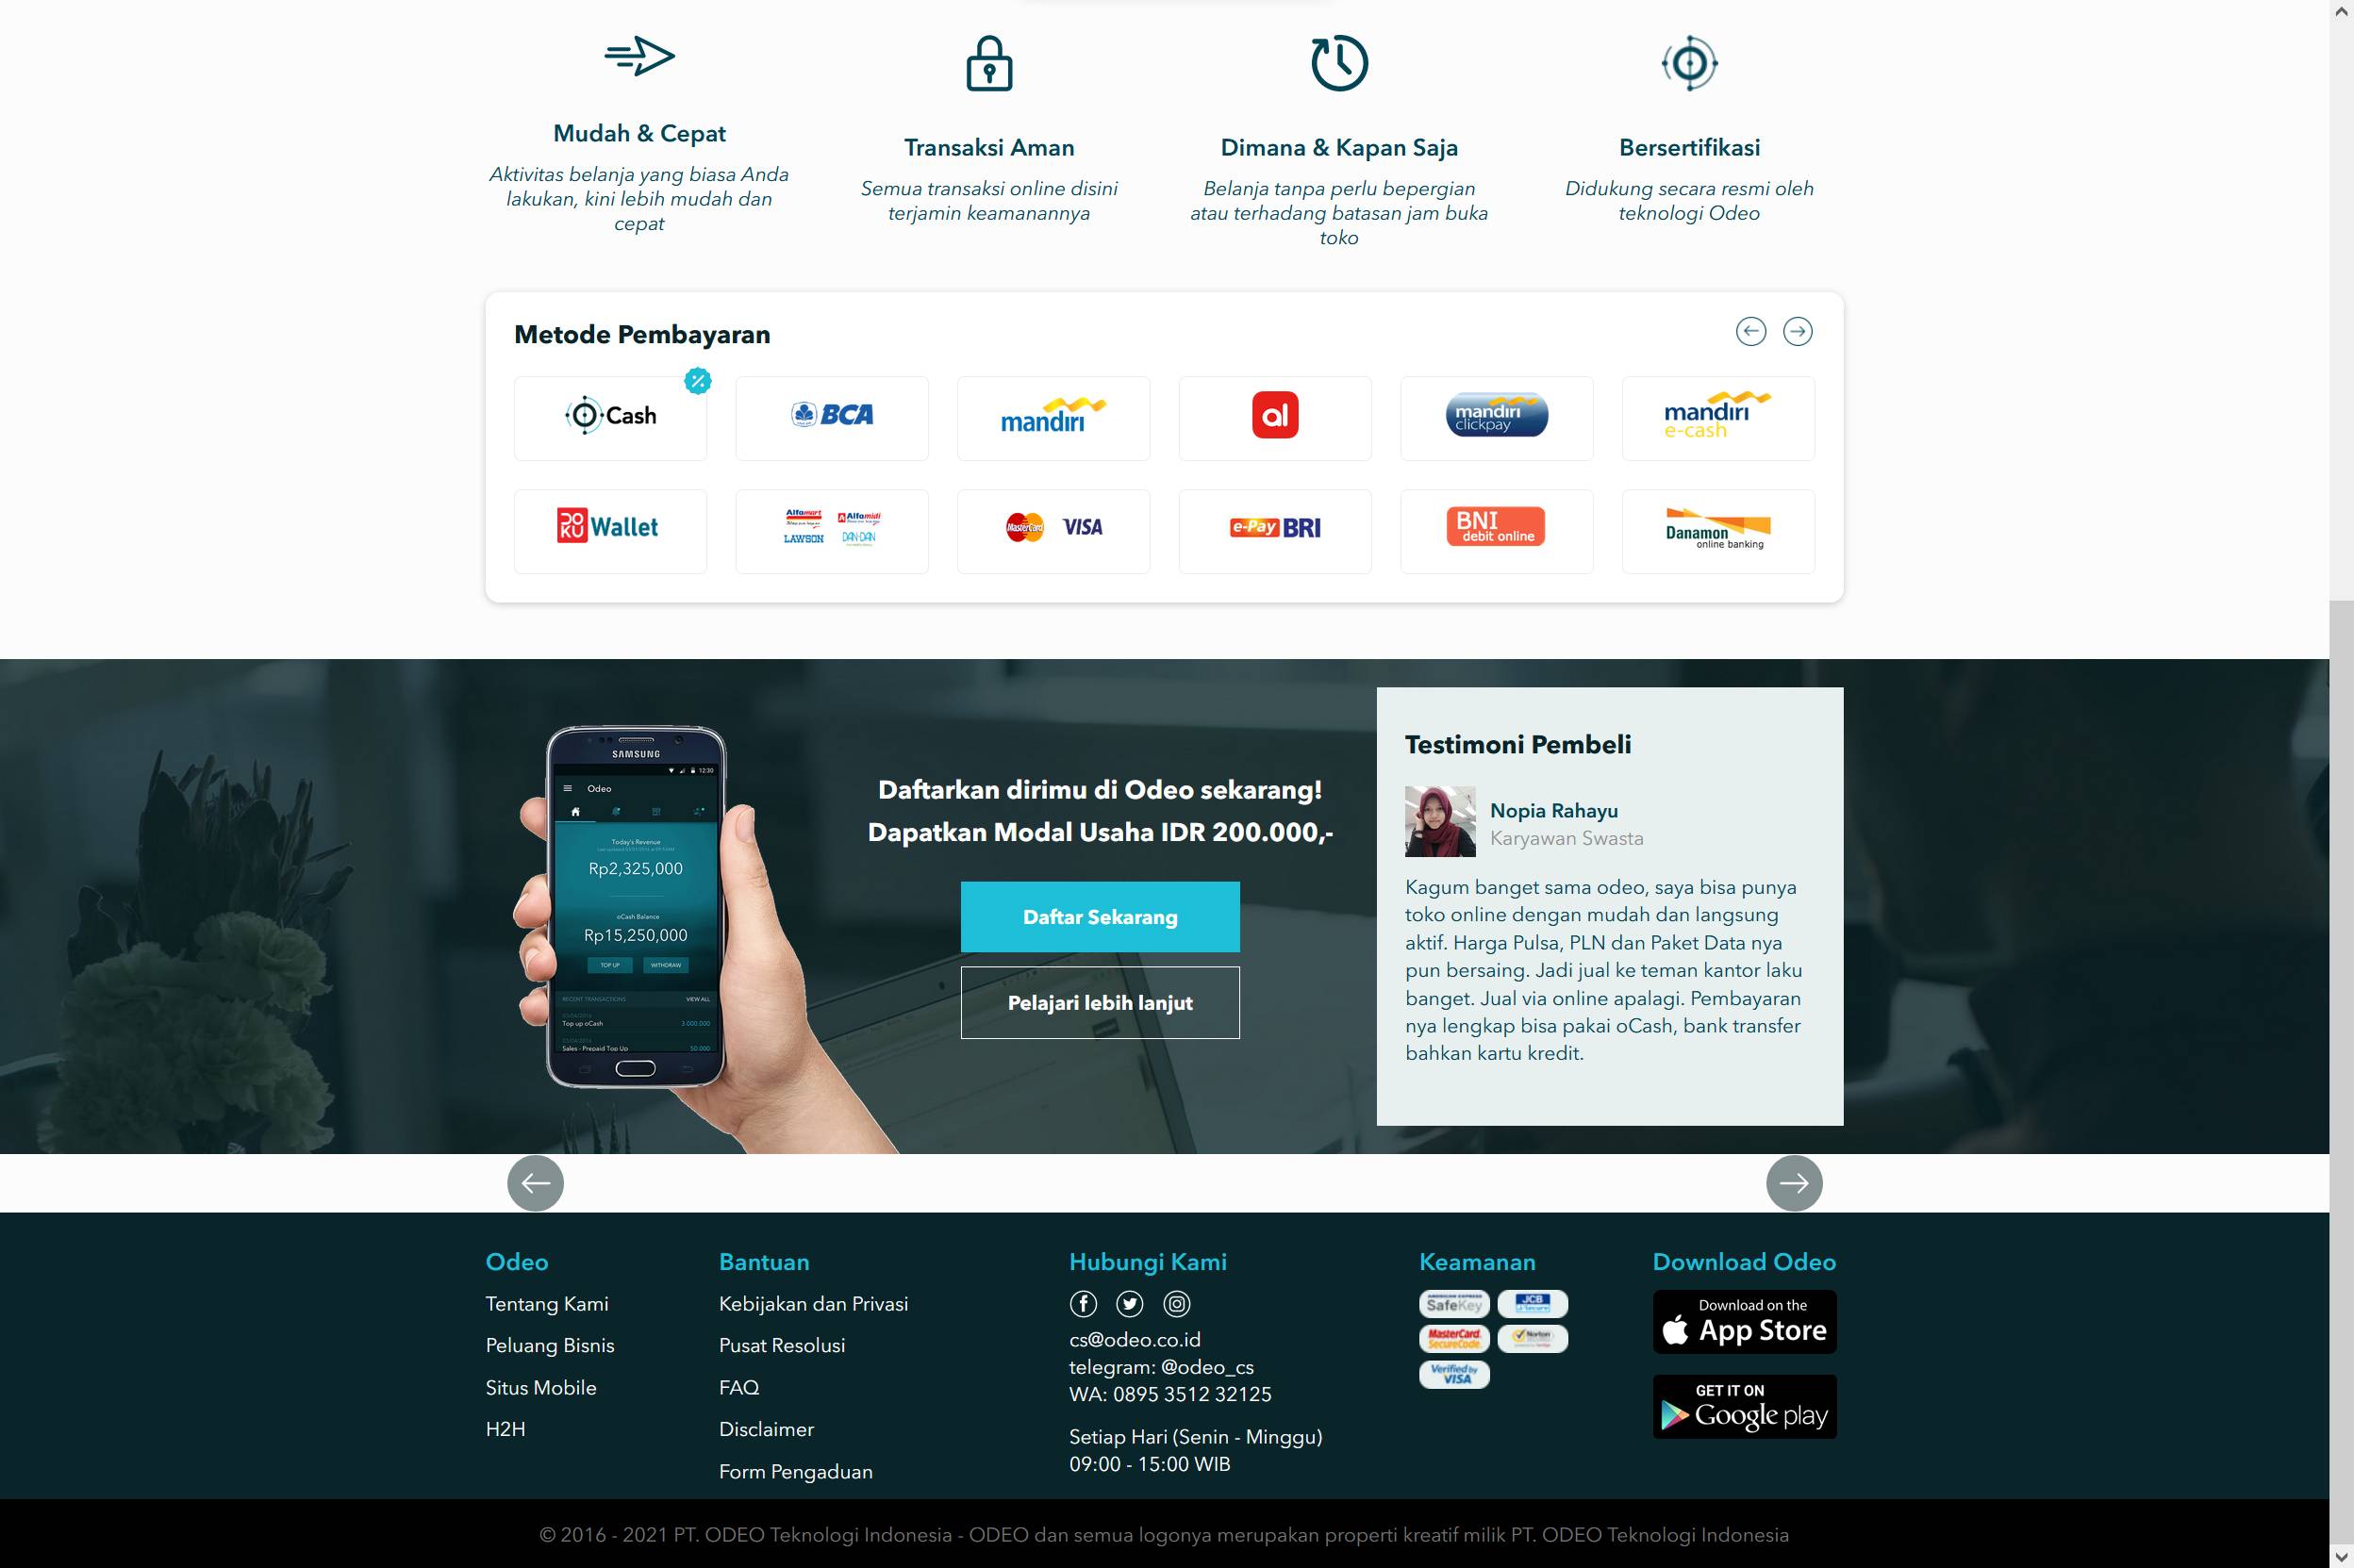 Mudah & Cepat
Aktivitas belanja yang biasa Anda
lakukan, kini lebih mudah dan
cepat
Transaksi Aman
Semua transaksi online disini
terjamin keamanannya
Dimana & Kapan Saja
Belanja tanpa perlu bepergian
atau terhadang batasan jam buka
toko
Bersertifikasi
Didukung secara resmi oleh
teknologi Odeo
Metode Pembayaran
Cash
BCA
mandiri
al
mandiri
clickpay
mandiri
e-cash
DOKU Wallet
Alfamart
Alfamidi
LAWSON
DAN+DAN
MasterCard
VISA
e-Pay BRI
BNI
debit online
Danamon
online banking
SAMSUNG
12:30
Odeo
Today's Revenue
Rp2,325,000
oCash Balance
Rp15,250,000
TOP UP
WITHDRAW
RECENT TRANSACTIONS
VIEW ALL
Top up oCash
3.000.000
Sales - Prepaid Top Up
50.000
Daftarkan dirimu di Odeo sekarang!
Dapatkan Modal Usaha IDR 200.000,-
Daftar Sekarang
Pelajari lebih lanjut
Testimoni Pembeli
Nopia Rahayu
Karyawan Swasta
Kagum banget sama odeo, saya bisa punya
toko online dengan mudah dan langsung
aktif. Harga Pulsa, PLN dan Paket Data nya
pun bersaing. Jadi jual ke teman kantor laku
banget. Jual via online apalagi. Pembayaran
nya lengkap bisa pakai oCash, bank transfer
bahkan kartu kredit.
Odeo
Tentang Kami
Peluang Bisnis
Situs Mobile
H2H
Bantuan
Kebijakan dan Privasi
Pusat Resolusi
FAQ
Disclaimer
Form Pengaduan
Hubungi Kami
cs@odeo.co.id
telegram: @odeo_cs
WA: 0895 3512 32125
Setiap Hari (Senin - Minggu)
09:00 - 15:00 WIB
Keamanan
AMERICAN EXPRESS
SafeKey
JCB
J/Secure
MasterCard.
SecureCode.
Norton
Verified by
VISA
Download Odeo
Download on the
App Store
GET IT ON
Google play
© 2016 - 2021 PT. ODEO Teknologi Indonesia - ODEO dan semua logonya merupakan properti kreatif milik PT. ODEO Teknologi Indonesia